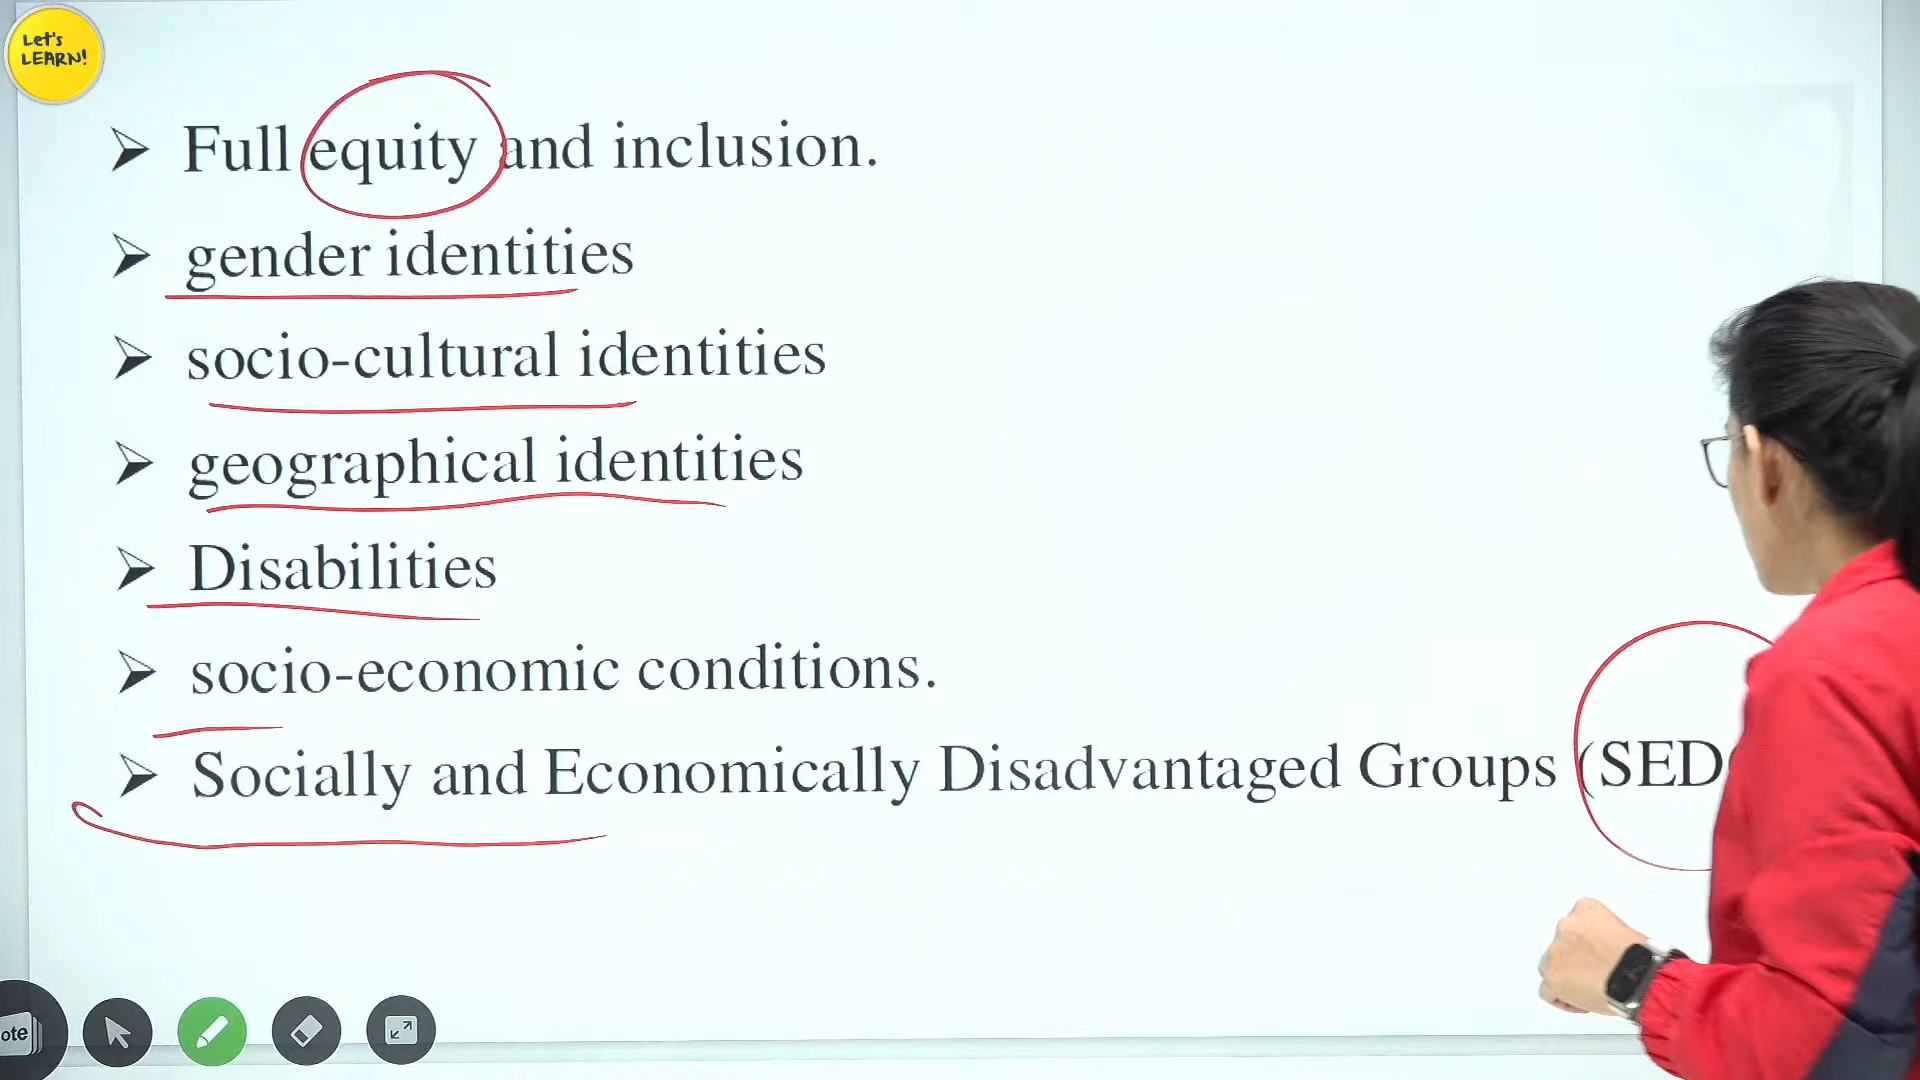 Let's
LEARN!
➢ Full equity and inclusion.
➢ gender identities
➢ socio-cultural identities
➢ geographical identities
➢ Disabilities
➢ socio-economic conditions.
➢ Socially and Economically Disadvantaged Groups (SED
ote